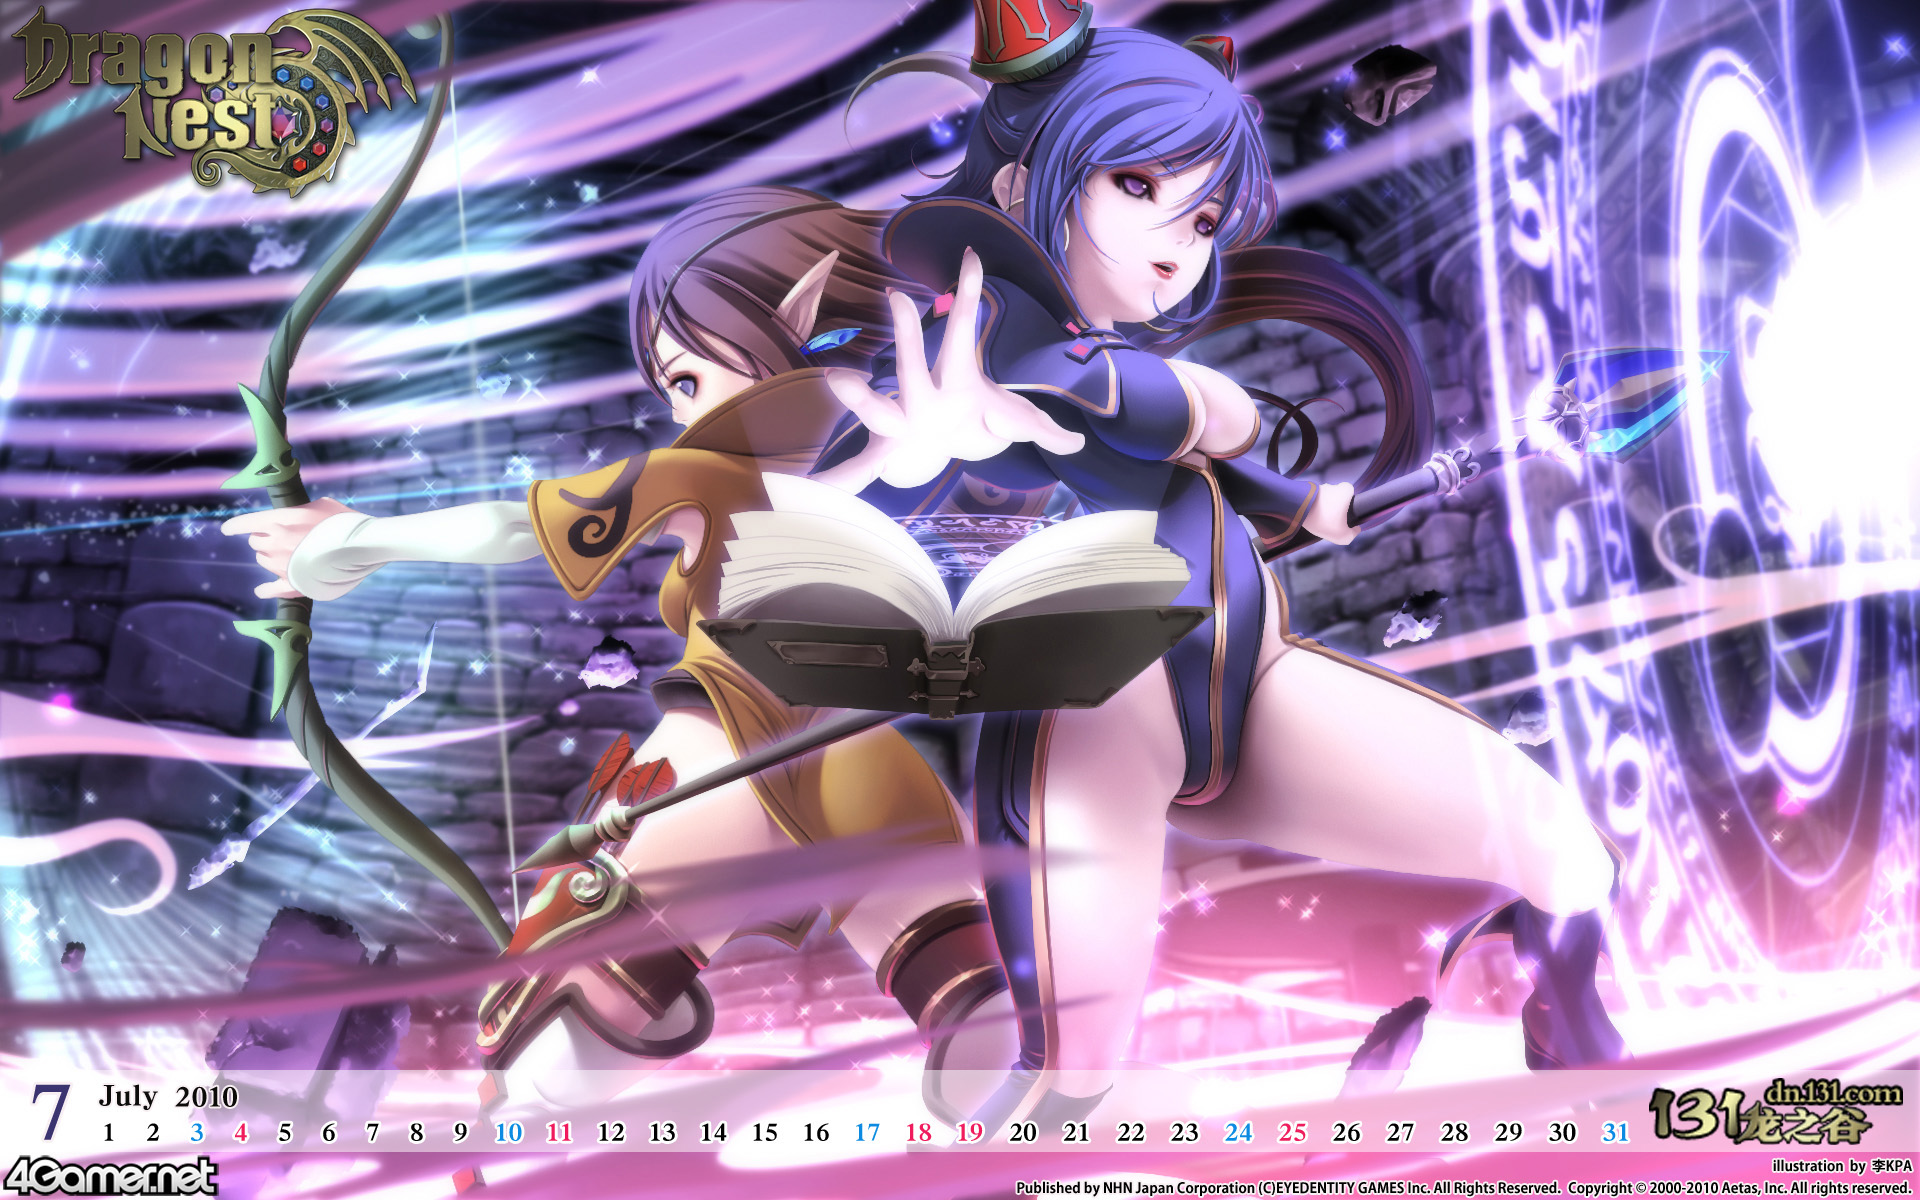 Dragon
Nest
7
July 2010
1 2 3 4 5 6 7 8 9 10 11 12 13 14 15 16 17 18 19 20 21 22 23 24 25 26 27 28 29 30 31
dn.131.com
131龙之谷
4Gamer.net
illustration by 李KPA
Published by NHN Japan Corporation (C)EYEDENTITY GAMES Inc. All Rights Reserved. Copyright © 2000-2010 Aetas, Inc. All rights reserved.